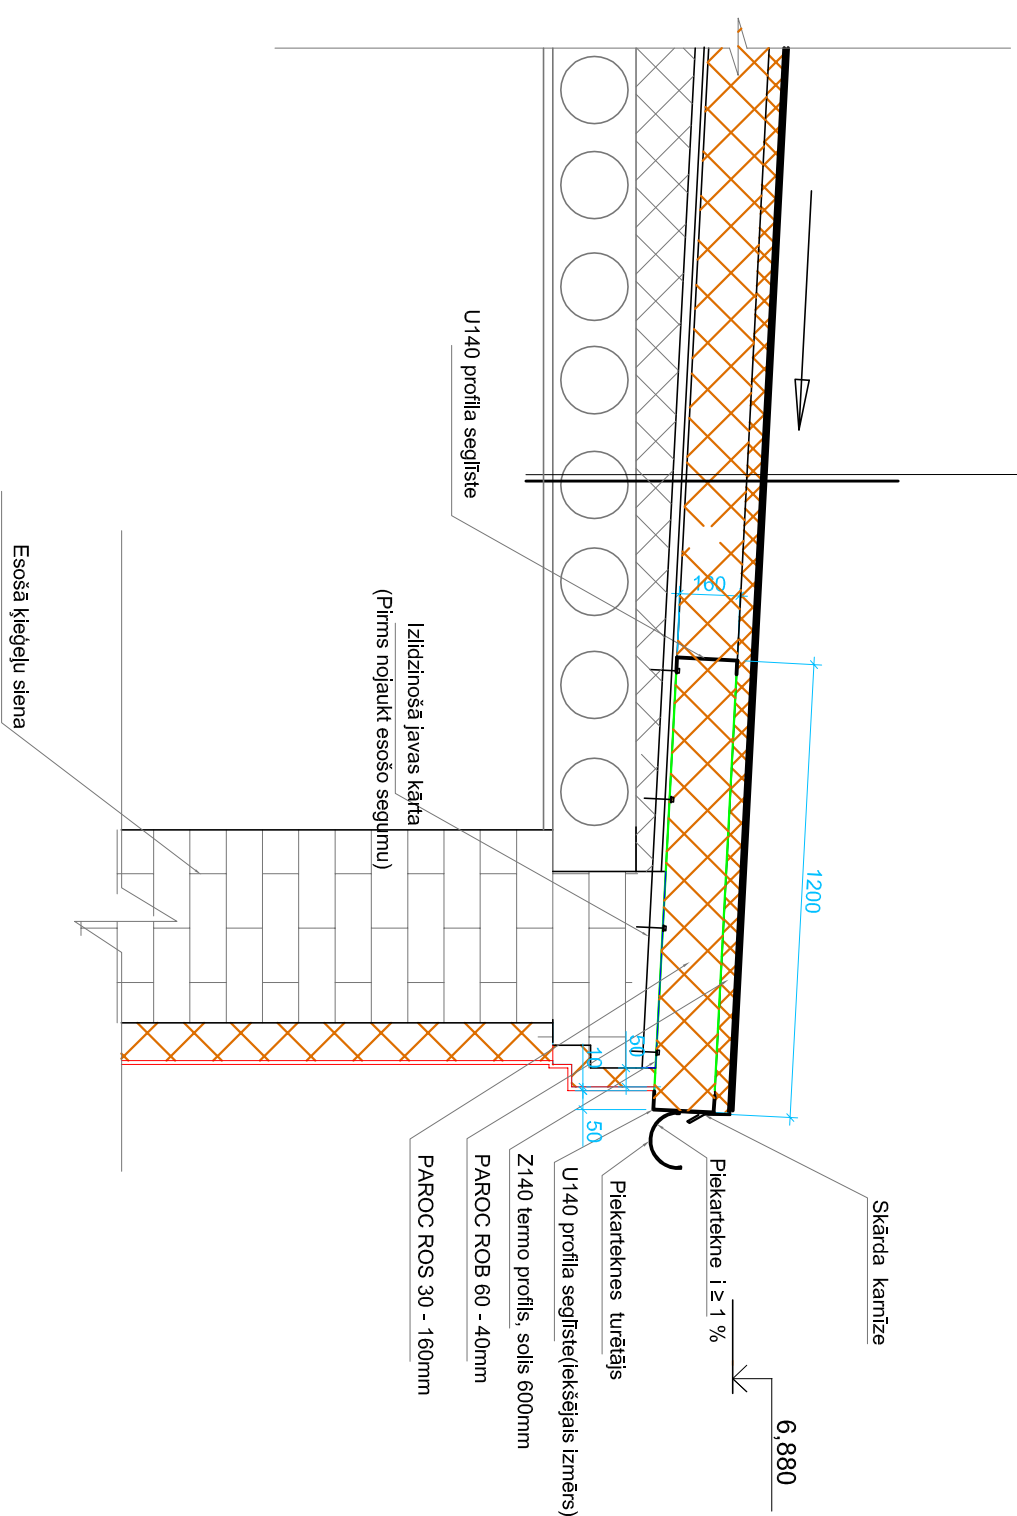 6,880
Skārda karnīze
Piekartekne i ≥ 1 %
Piekarteknes turētājs
U140 profila seglīste(iekšējais izmērs)
Z140 termo profils, solis 600mm
PAROC ROB 60 - 40mm
PAROC ROS 30 - 160mm
1200
160
50
10
50
U140 profila seglīste
Izlīdzinošā javas kārta
(Pirms nojaukt esošo segumu)
Esošā ķieģeļu siena